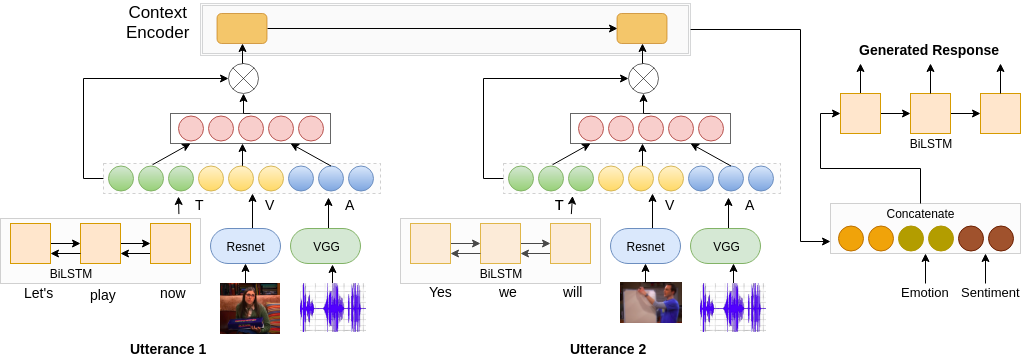 Context
Encoder
Generated Response
BiLSTM
T
V
A
T
V
A
Concatenate
Resnet
VGG
Resnet
VGG
BiLSTM
BiLSTM
Let's
play
now
Yes
we
will
Emotion
Sentiment
Utterance 1
Utterance 2